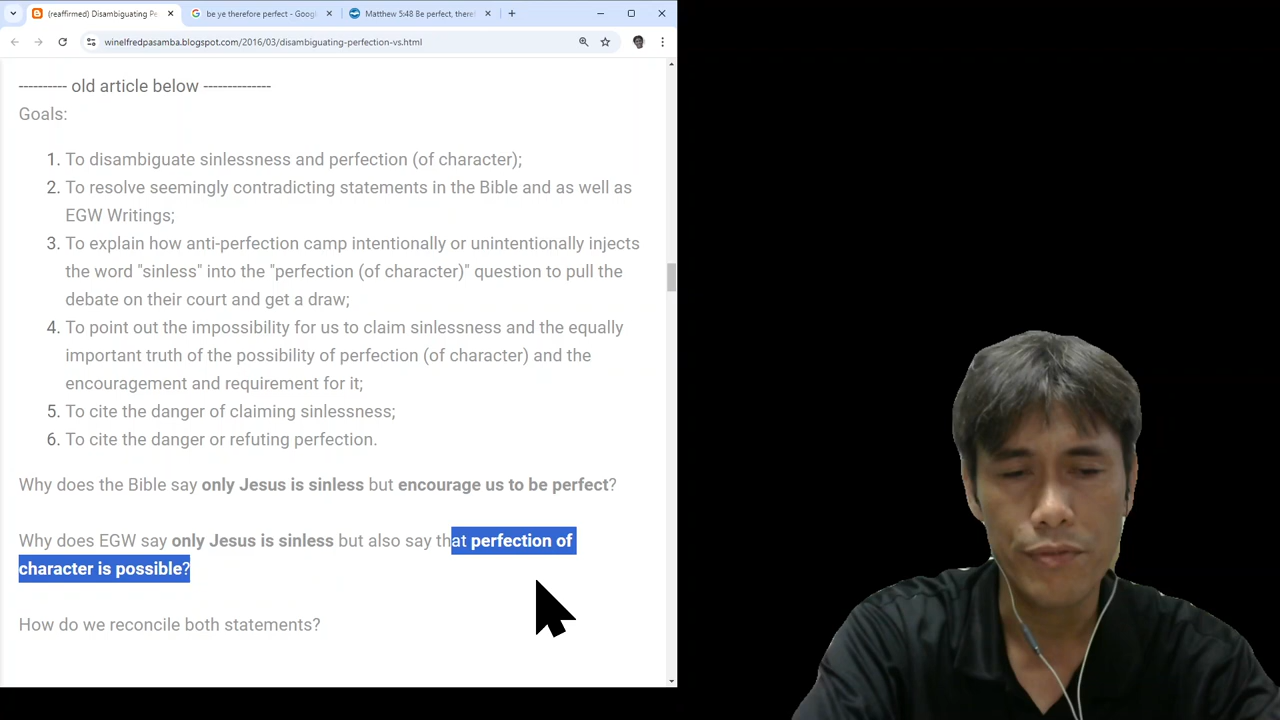 (reaffirmed) Disambiguating Pe
be ye therefore perfect - Googl
Matthew 5:48 Be perfect, there
winelfredpasamba.blogspot.com/2016/03/disambiguating-perfection-vs.html
---------- old article below -------------
Goals:
1. To disambiguate sinlessness and perfection (of character);
2. To resolve seemingly contradicting statements in the Bible and as well as
EGW Writings;
3. To explain how anti-perfection camp intentionally or unintentionally injects
the word "sinless" into the "perfection (of character)" question to pull the
debate on their court and get a draw;
4. To point out the impossibility for us to claim sinlessness and the equally
important truth of the possibility of perfection (of character) and the
encouragement and requirement for it;
5. To cite the danger of claiming sinlessness;
6. To cite the danger or refuting perfection.
Why does the Bible say only Jesus is sinless but encourage us to be perfect?
Why does EGW say only Jesus is sinless but also say that perfection of
character is possible?
How do we reconcile both statements?